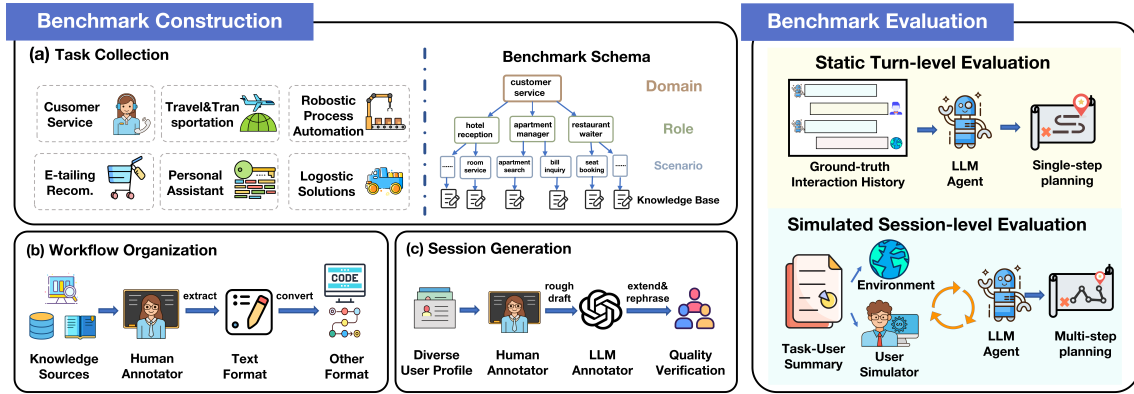 Benchmark Construction
(a) Task Collection
Cusomer
Service
Travel&Tran
sportation
Robostic
Process
Automation
E-tailing
Recom.
Personal
Assistant
Logostic
Solutions
Benchmark Schema
customer
service
Domain
hotel
reception
apartment
manager
restaurant
waiter
Role
......
room
service
apartment
search
bill
inquiry
seat
booking
......
Scenario
Knowledge Base
(b) Workflow Organization
extract
convert
CODE
Knowledge
Sources
Human
Annotator
Text
Format
Other
Format
(c) Session Generation
rough
draft
extend&
rephrase
Diverse
User Profile
Human
Annotator
LLM
Annotator
Quality
Verification
Benchmark Evaluation
Static Turn-level Evaluation
Ground-truth
Interaction History
LLM
Agent
Single-step
planning
Simulated Session-level Evaluation
Environment
Task-User
Summary
User
Simulator
LLM
Agent
Multi-step
planning